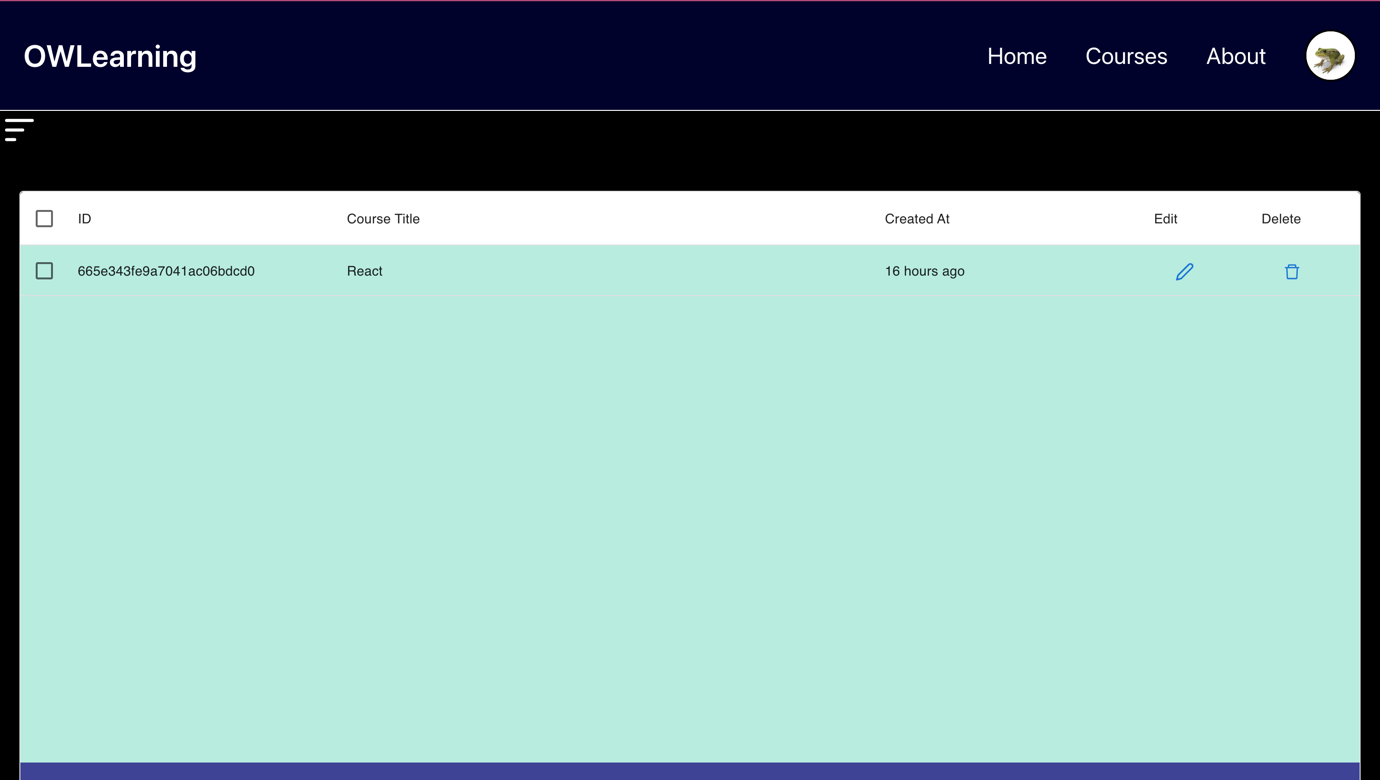 OWLearning Home Courses About
ID Course Title Created At Edit Delete
665e343fe9a7041ac06bdcd0 React 16 hours ago